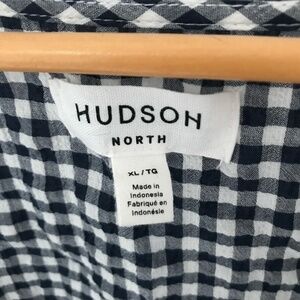 HUDSON
NORTH
XL / TG
Made in
Indonesia
Fabriqué en
Indonésie